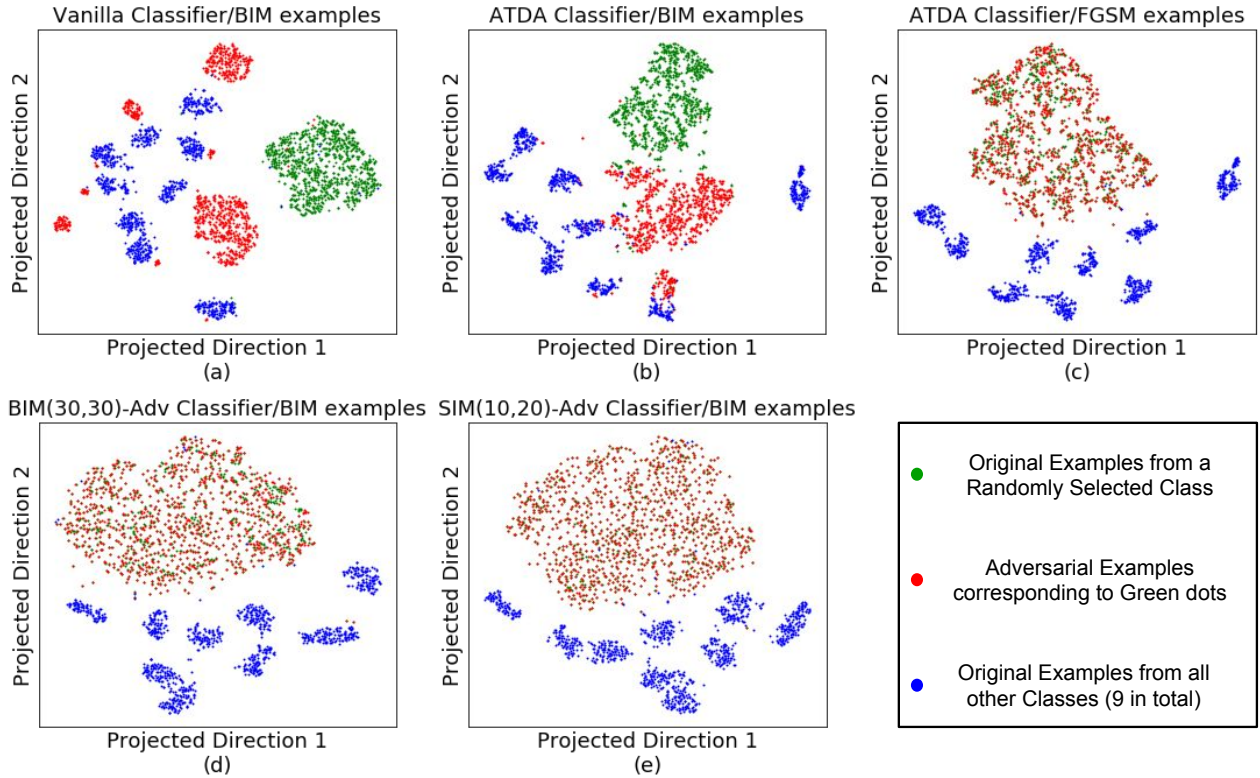 Vanilla Classifier/BIM examples
Projected Direction 2
Projected Direction 1
(a)
ATDA Classifier/BIM examples
Projected Direction 2
Projected Direction 1
(b)
ATDA Classifier/FGSM examples
Projected Direction 2
Projected Direction 1
(c)
BIM(30,30)-Adv Classifier/BIM examples
Projected Direction 2
Projected Direction 1
(d)
SIM(10,20)-Adv Classifier/BIM examples
Projected Direction 2
Projected Direction 1
(e)
Original Examples from a
Randomly Selected Class
Adversarial Examples
corresponding to Green dots
Original Examples from all
other Classes (9 in total)